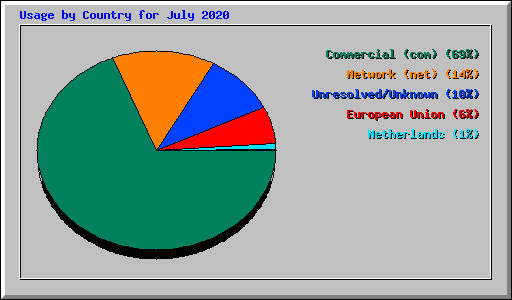 Usage by Country for July 2020
Commercial (com) (69%)
Network (net) (14%)
Unresolved/Unknown (10%)
European Union (6%)
Netherlands (1%)